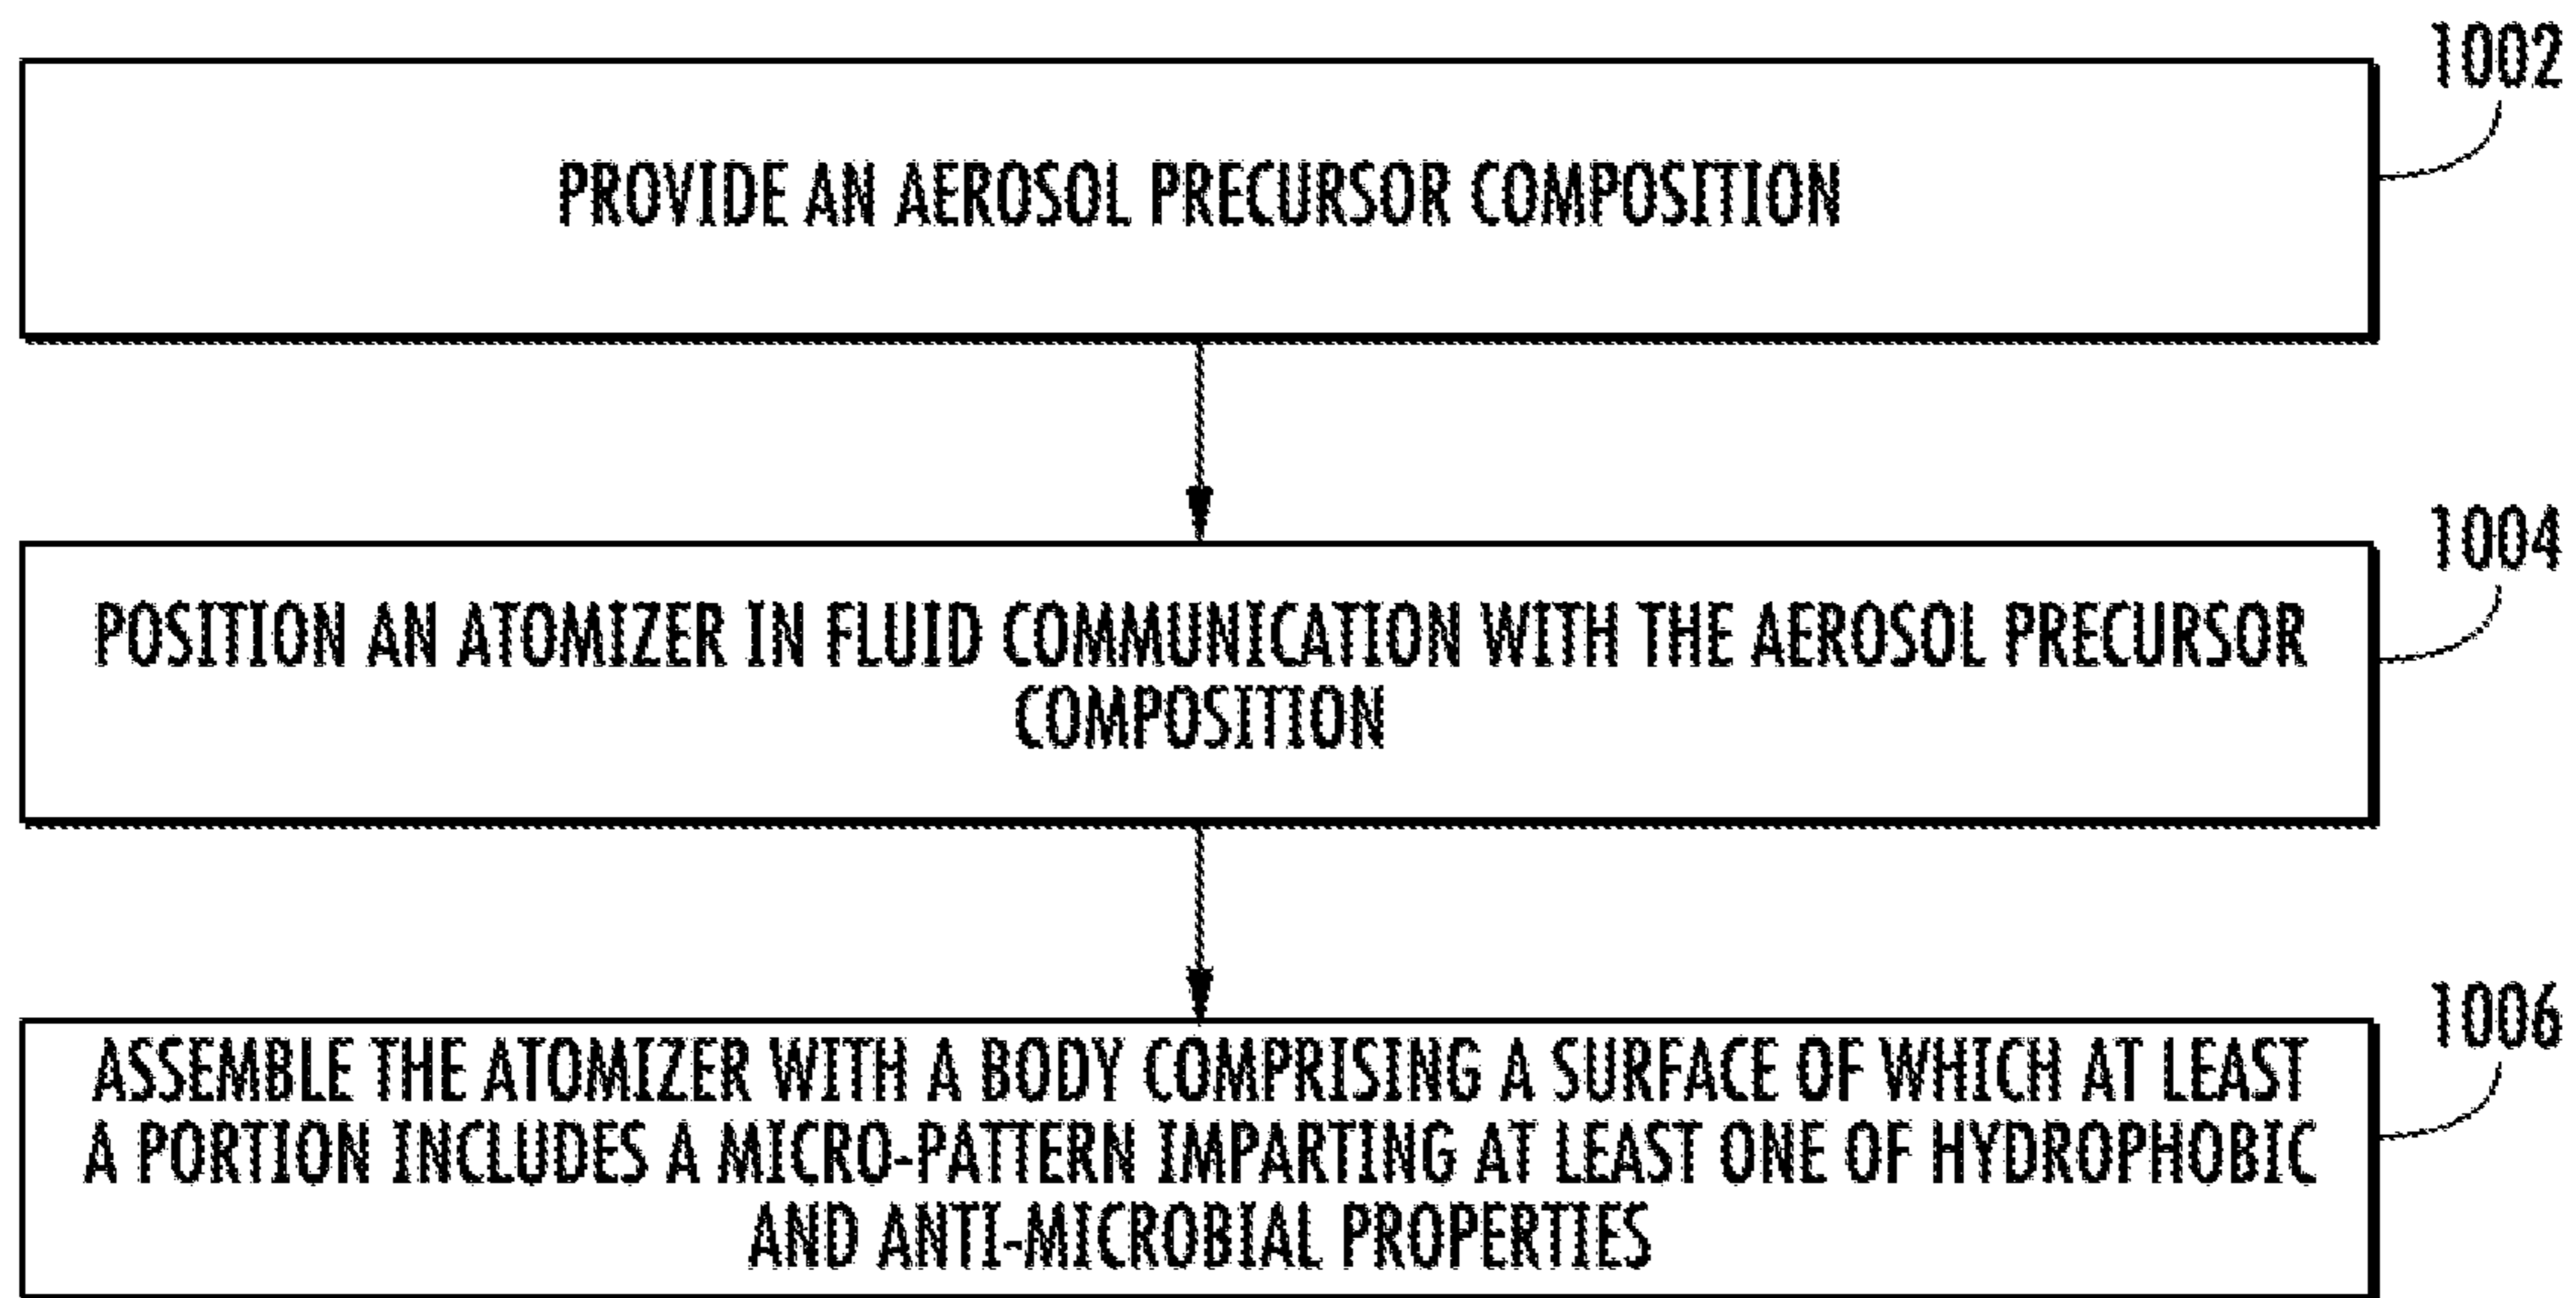 1002
PROVIDE AN AEROSOL PRECURSOR COMPOSITION
1004
POSITION AN ATOMIZER IN FLUID COMMUNICATION WITH THE AEROSOL PRECURSOR
COMPOSITION
1006
ASSEMBLE THE ATOMIZER WITH A BODY COMPRISING A SURFACE OF WHICH AT LEAST
A PORTION INCLUDES A MICRO-PATTERN IMPARTING AT LEAST ONE OF HYDROPHOBIC
AND ANTI-MICROBIAL PROPERTIES